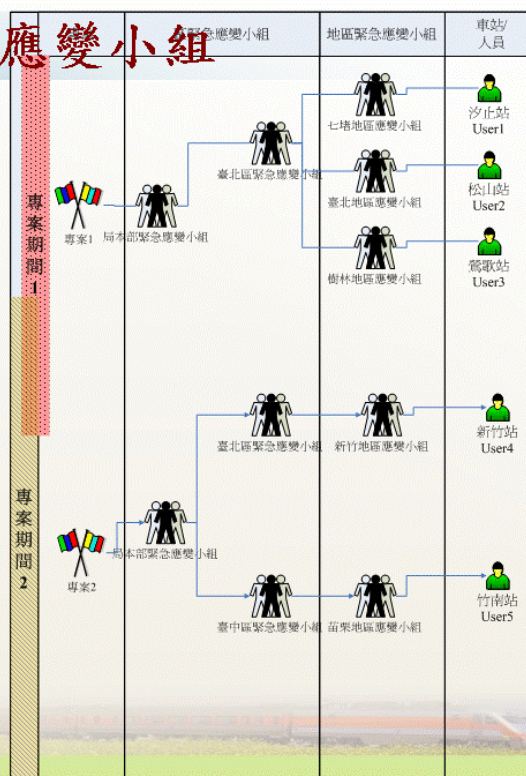 應變小組
緊急應變小組
地區緊急應變小組
車站/
人員
七堵地區應變小組
汐止站
User1
臺北區緊急應變小組
臺北地區應變小組
松山站
User2
專案1
局本部緊急應變小組
樹林地區應變小組
鶯歌站
User3
專案期間1
臺北區緊急應變小組
新竹地區應變小組
新竹站
User4
專案期間2
專案2
局本部緊急應變小組
臺中區緊急應變小組
苗栗地區應變小組
竹南站
User5